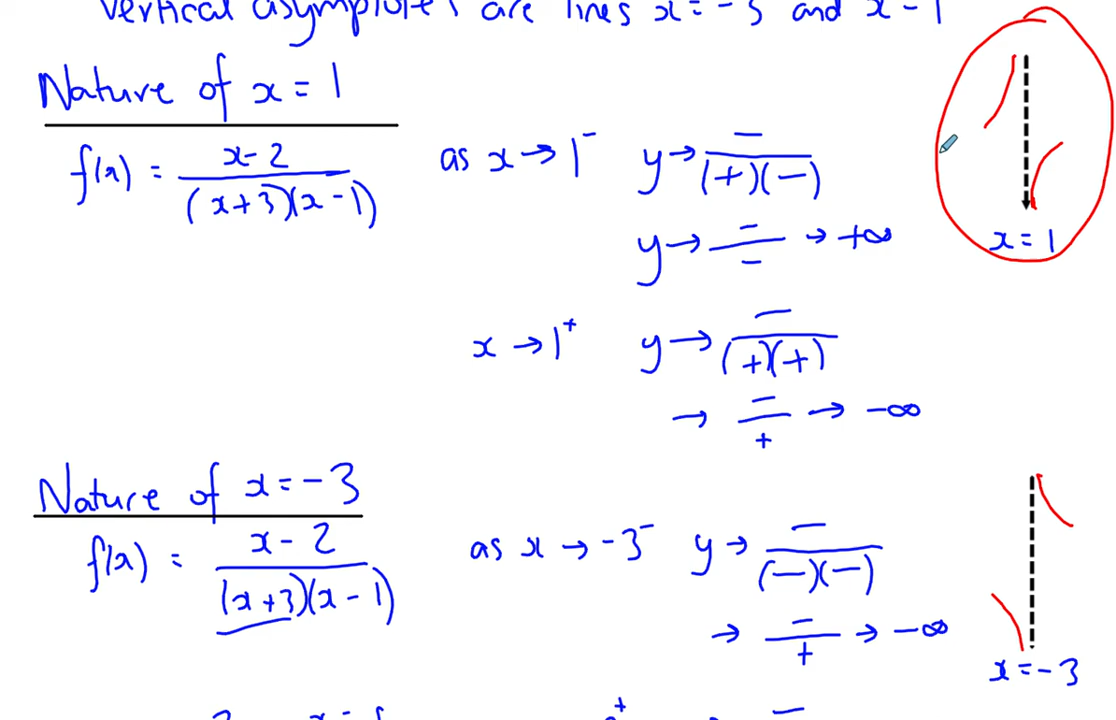 Vertical asymptotes are lines x = -3 and x = 1
Nature of x = 1
f(x) = x-2 / (x+3)(x-1) as x → 1⁻ y → - / (+)(-)
y → - / - → +∞
x = 1
x → 1⁺ y → - / (+)(+)
→ - / + → -∞
Nature of x = -3
f(x) = x-2 / (x+3)(x-1) as x → -3⁻ y → - / (-)(-)
→ - / + → -∞
x = -3